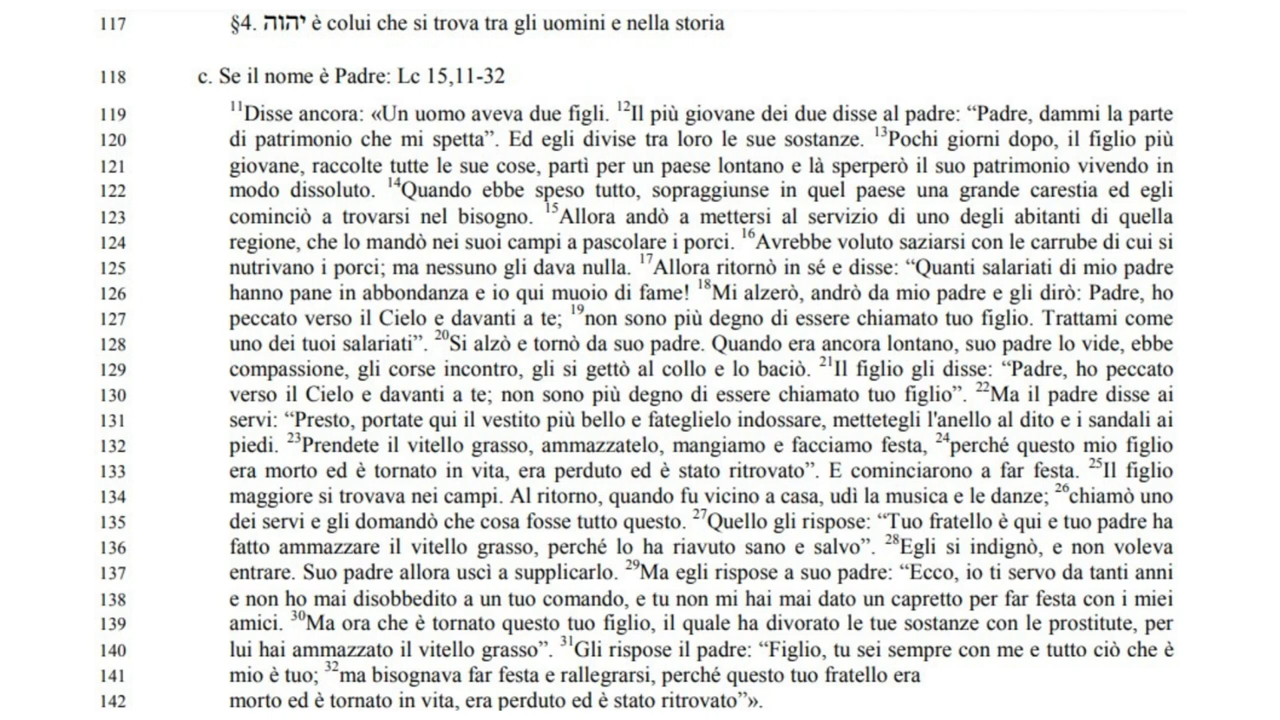 117 §4. יהוה è colui che si trova tra gli uomini e nella storia
118 c. Se il nome è Padre: Lc 15,11-32
119 11Disse ancora: «Un uomo aveva due figli. 12Il più giovane dei due disse al padre: “Padre, dammi la parte
120 di patrimonio che mi spetta”. Ed egli divise tra loro le sue sostanze. 13Pochi giorni dopo, il figlio più
121 giovane, raccolte tutte le sue cose, partì per un paese lontano e là sperperò il suo patrimonio vivendo in
122 modo dissoluto. 14Quando ebbe speso tutto, sopraggiunse in quel paese una grande carestia ed egli
123 cominciò a trovarsi nel bisogno. 15Allora andò a mettersi al servizio di uno degli abitanti di quella
124 regione, che lo mandò nei suoi campi a pascolare i porci. 16Avrebbe voluto saziarsi con le carrube di cui si
125 nutrivano i porci; ma nessuno gli dava nulla. 17Allora ritornò in sé e disse: “Quanti salariati di mio padre
126 hanno pane in abbondanza e io qui muoio di fame! 18Mi alzerò, andrò da mio padre e gli dirò: Padre, ho
127 peccato verso il Cielo e davanti a te; 19non sono più degno di essere chiamato tuo figlio. Trattami come
128 uno dei tuoi salariati”. 20Si alzò e tornò da suo padre. Quando era ancora lontano, suo padre lo vide, ebbe
129 compassione, gli corse incontro, gli si gettò al collo e lo baciò. 21Il figlio gli disse: “Padre, ho peccato
130 verso il Cielo e davanti a te; non sono più degno di essere chiamato tuo figlio”. 22Ma il padre disse ai
131 servi: “Presto, portate qui il vestito più bello e fateglielo indossare, mettetegli l'anello al dito e i sandali ai
132 piedi. 23Prendete il vitello grasso, ammazzatelo, mangiamo e facciamo festa, 24perché questo mio figlio
133 era morto ed è tornato in vita, era perduto ed è stato ritrovato”. E cominciarono a far festa. 25Il figlio
134 maggiore si trovava nei campi. Al ritorno, quando fu vicino a casa, udì la musica e le danze; 26chiamò uno
135 dei servi e gli domandò che cosa fosse tutto questo. 27Quello gli rispose: “Tuo fratello è qui e tuo padre ha
136 fatto ammazzare il vitello grasso, perché lo ha riavuto sano e salvo”. 28Egli si indignò, e non voleva
137 entrare. Suo padre allora uscì a supplicarlo. 29Ma egli rispose a suo padre: “Ecco, io ti servo da tanti anni
138 e non ho mai disobbedito a un tuo comando, e tu non mi hai mai dato un capretto per far festa con i miei
139 amici. 30Ma ora che è tornato questo tuo figlio, il quale ha divorato le tue sostanze con le prostitute, per
140 lui hai ammazzato il vitello grasso”. 31Gli rispose il padre: “Figlio, tu sei sempre con me e tutto ciò che è
141 mio è tuo; 32ma bisognava far festa e rallegrarsi, perché questo tuo fratello era
142 morto ed è tornato in vita, era perduto ed è stato ritrovato”».